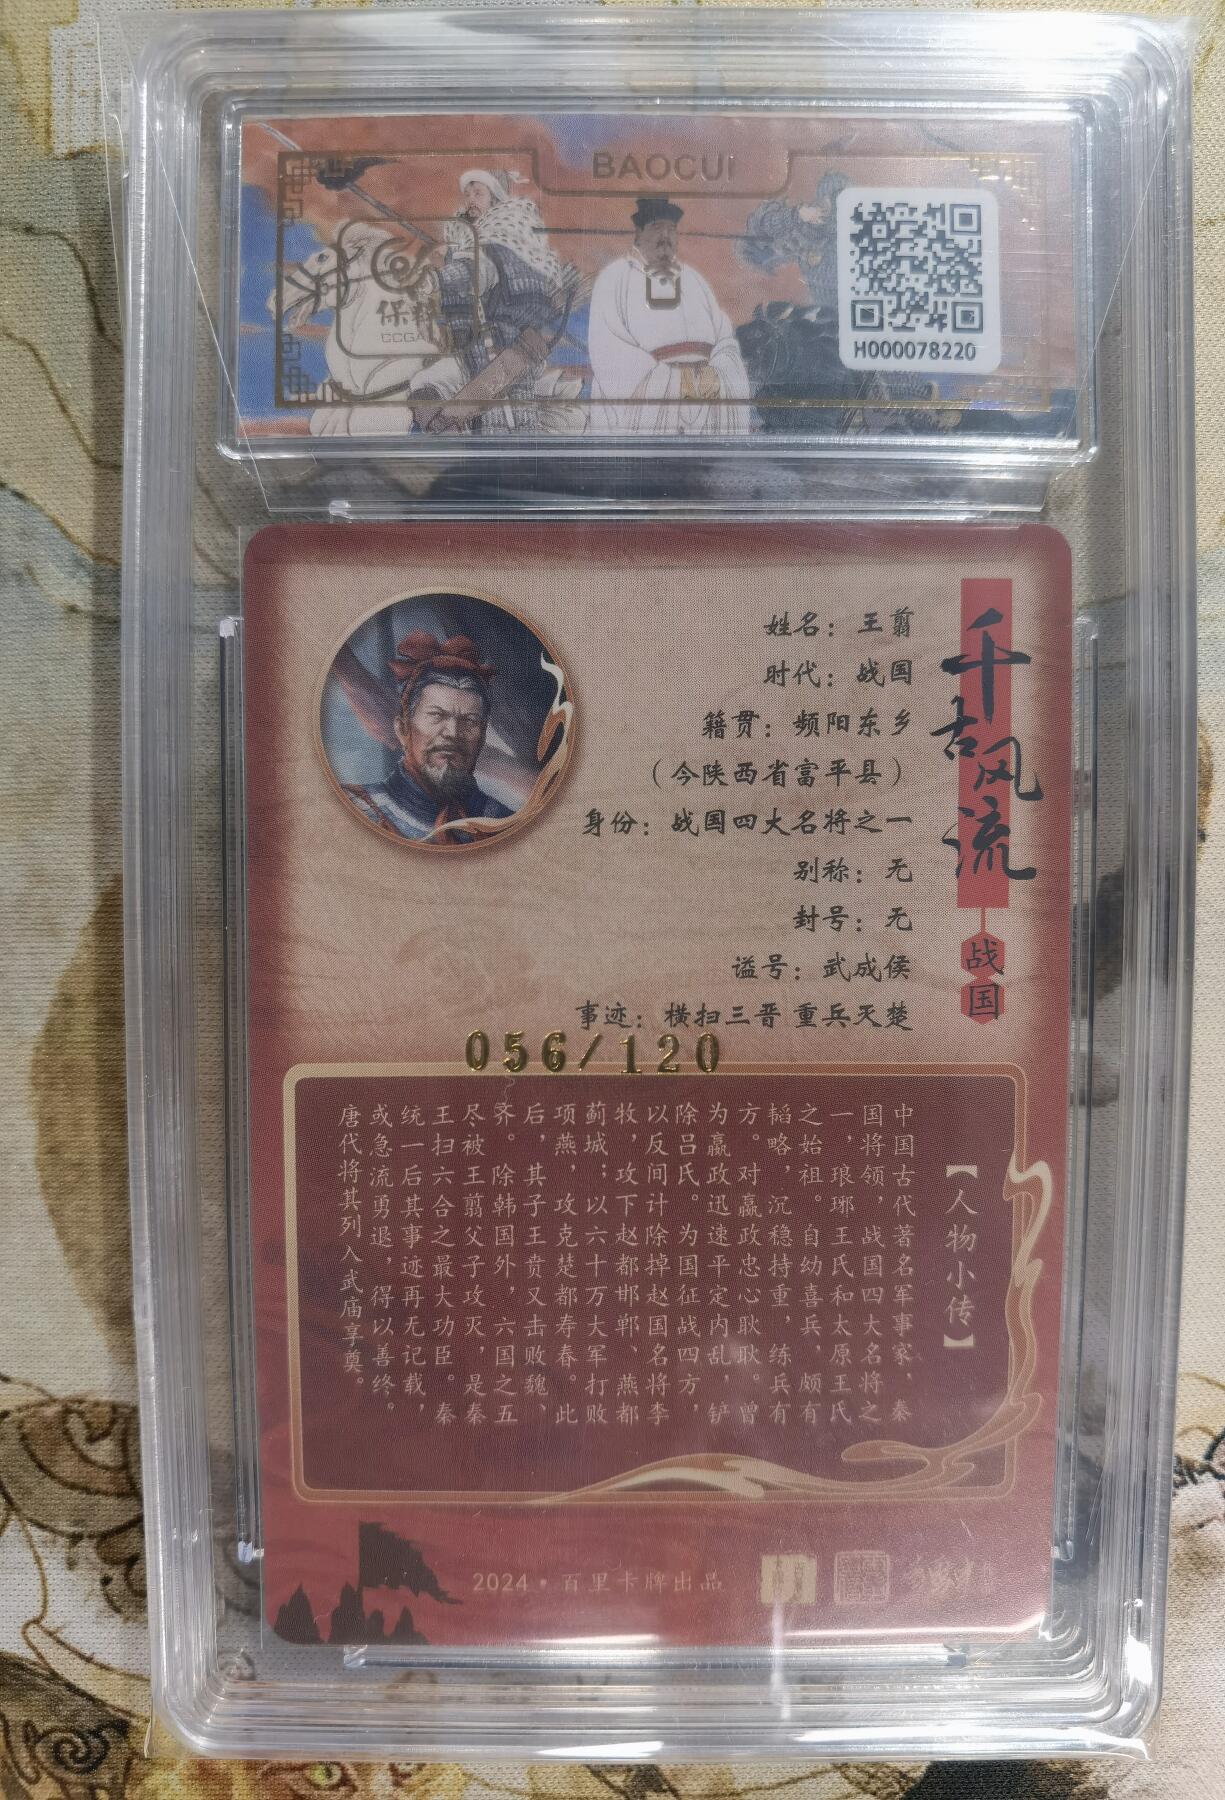 BAOCUI
保粹
CCGA
H000078220
千古风流
战国
姓名：王翦
时代：战国
籍贯：频阳东乡
（今陕西省富平县）
身份：战国四大名将之一
别称：无
封号：无
谥号：武成侯
事迹：横扫三晋 重兵灭楚
056/120
【人物小传】
中国古代著名军事家，秦
国将领，战国四大名将之
一，琅琊王氏和太原王氏
之始祖。自幼喜兵，颇有
韬略，沉稳持重，练兵有
方。对嬴政忠心耿耿。曾
为嬴政迅速平定内乱，铲
除吕氏。为国征战四方，
以反间计除掉赵国名将李
牧，攻下赵都邯郸、燕都
蓟城；以六十万大军打败
项燕，攻克楚都寿春。此
后，其子王贲又击败魏、
齐。除韩国外，六国之五
尽被王翦父子攻灭，是秦
王扫六合之最大功臣。秦
统一后其事迹再无记载，
或急流勇退，得以善终。
唐代将其列入武庙享奠。
2024·百里卡牌出品